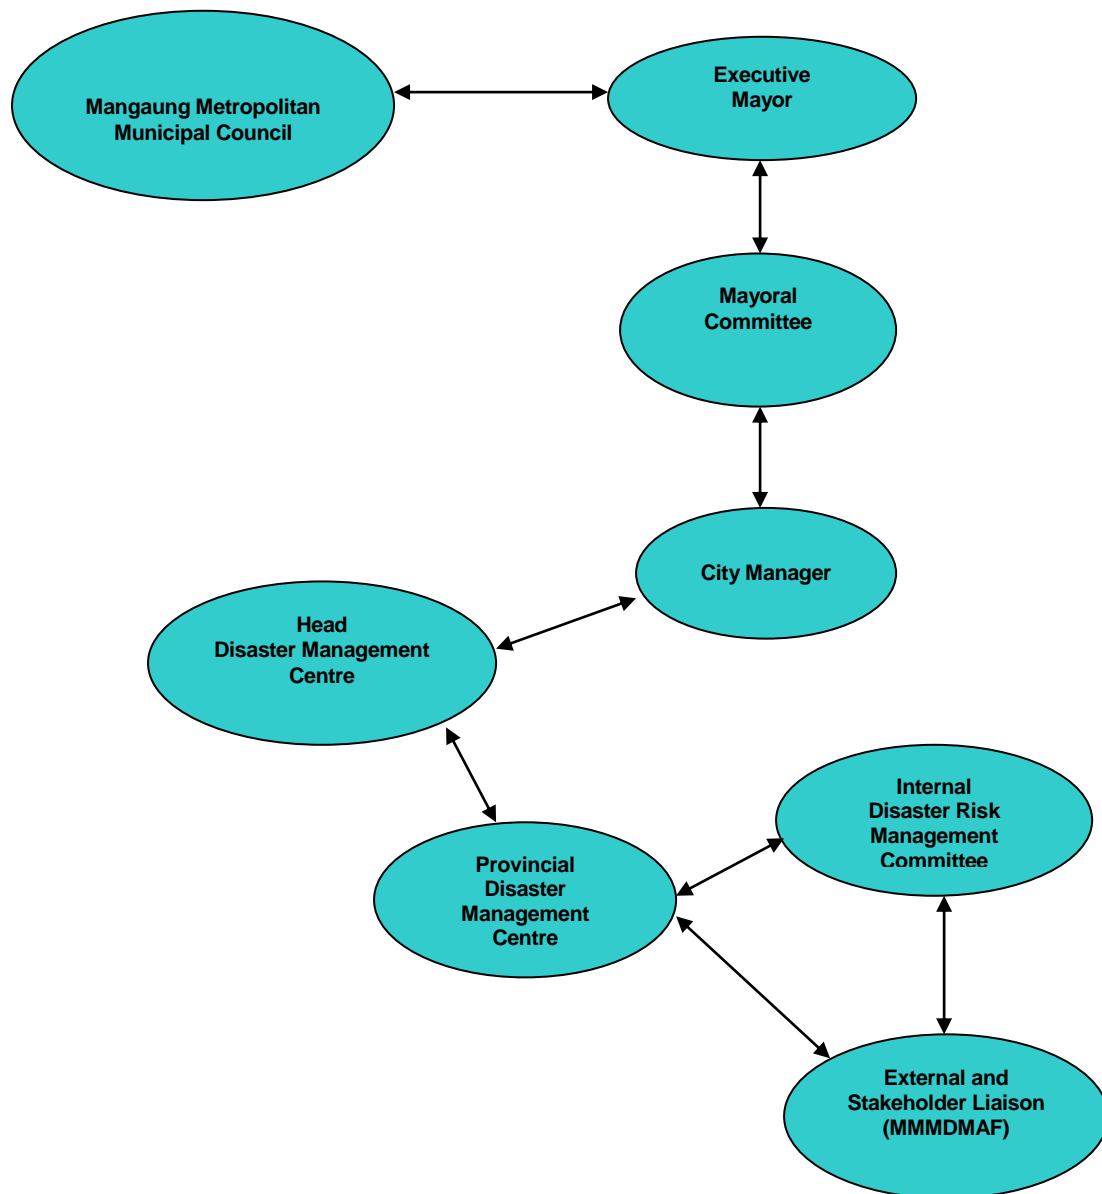 Mangaung Metropolitan
Municipal Council
Executive
Mayor
Mayoral
Committee
City Manager
Head
Disaster Management
Centre
Provincial
Disaster
Management
Centre
Internal
Disaster Risk
Management
Committee
External and
Stakeholder Liaison
(MMMDMAF)